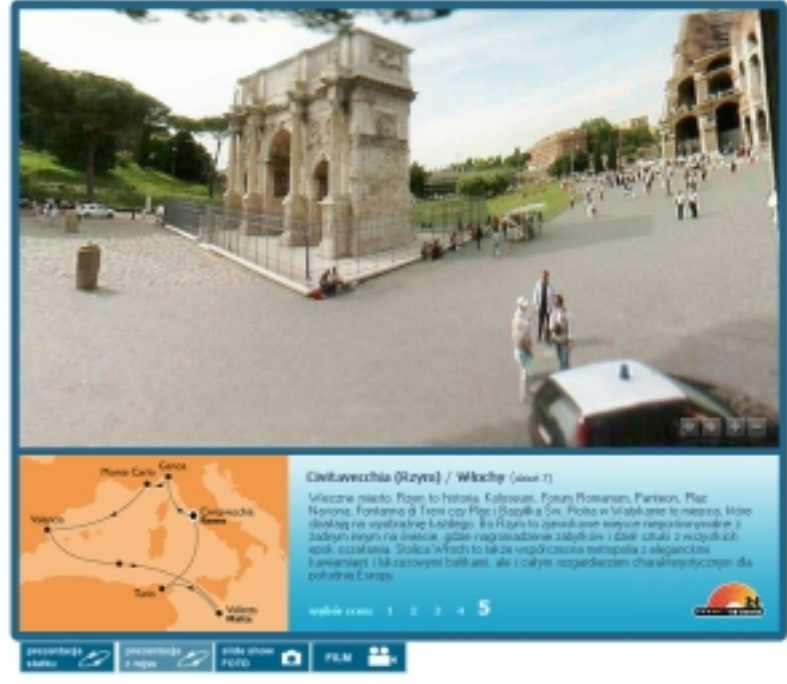 Monte Carlo
Genoa
Civitavecchia
Rzym
Valencia
Tunis
Valletta
Malta
Civitavecchia (Rzym) / Włochy (dzień 7)
Wieczne miasto. Rzym to historia. Koloseum, Forum Romanum, Panteon, Plac
Navona, Fontanna di Trevi czy Plac i Bazylika Św. Piotra w Watykanie to miejsca, które
działają na wyobraźnię każdego. Bo Rzym to zjawiskowe miejsce nieporównywalne z
żadnym innym na świecie, gdzie nagromadzenie zabytków i dzieł sztuki z wszystkich
epok oszałamia. Stolica Włoch to także współczesna metropolia z eleganckimi
kawiarniami i luksusowymi butikami, ale i całym rozgardiaszem charakterystycznym dla
południa Europy.
wybór sceny: 1 2 3 4 5
prezentacja
statku
prezentacja
z rejsu
slide show
FOTO
FILM